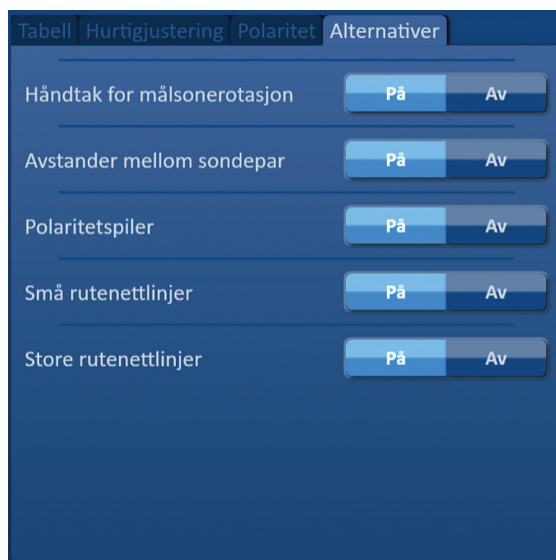 Tabell Hurtigjustering Polaritet Alternativer
Håndtak for målsonerotasjon På Av
Avstander mellom sondepar På Av
Polaritetspiler På Av
Små rutenettlinjer På Av
Store rutenettlinjer På Av